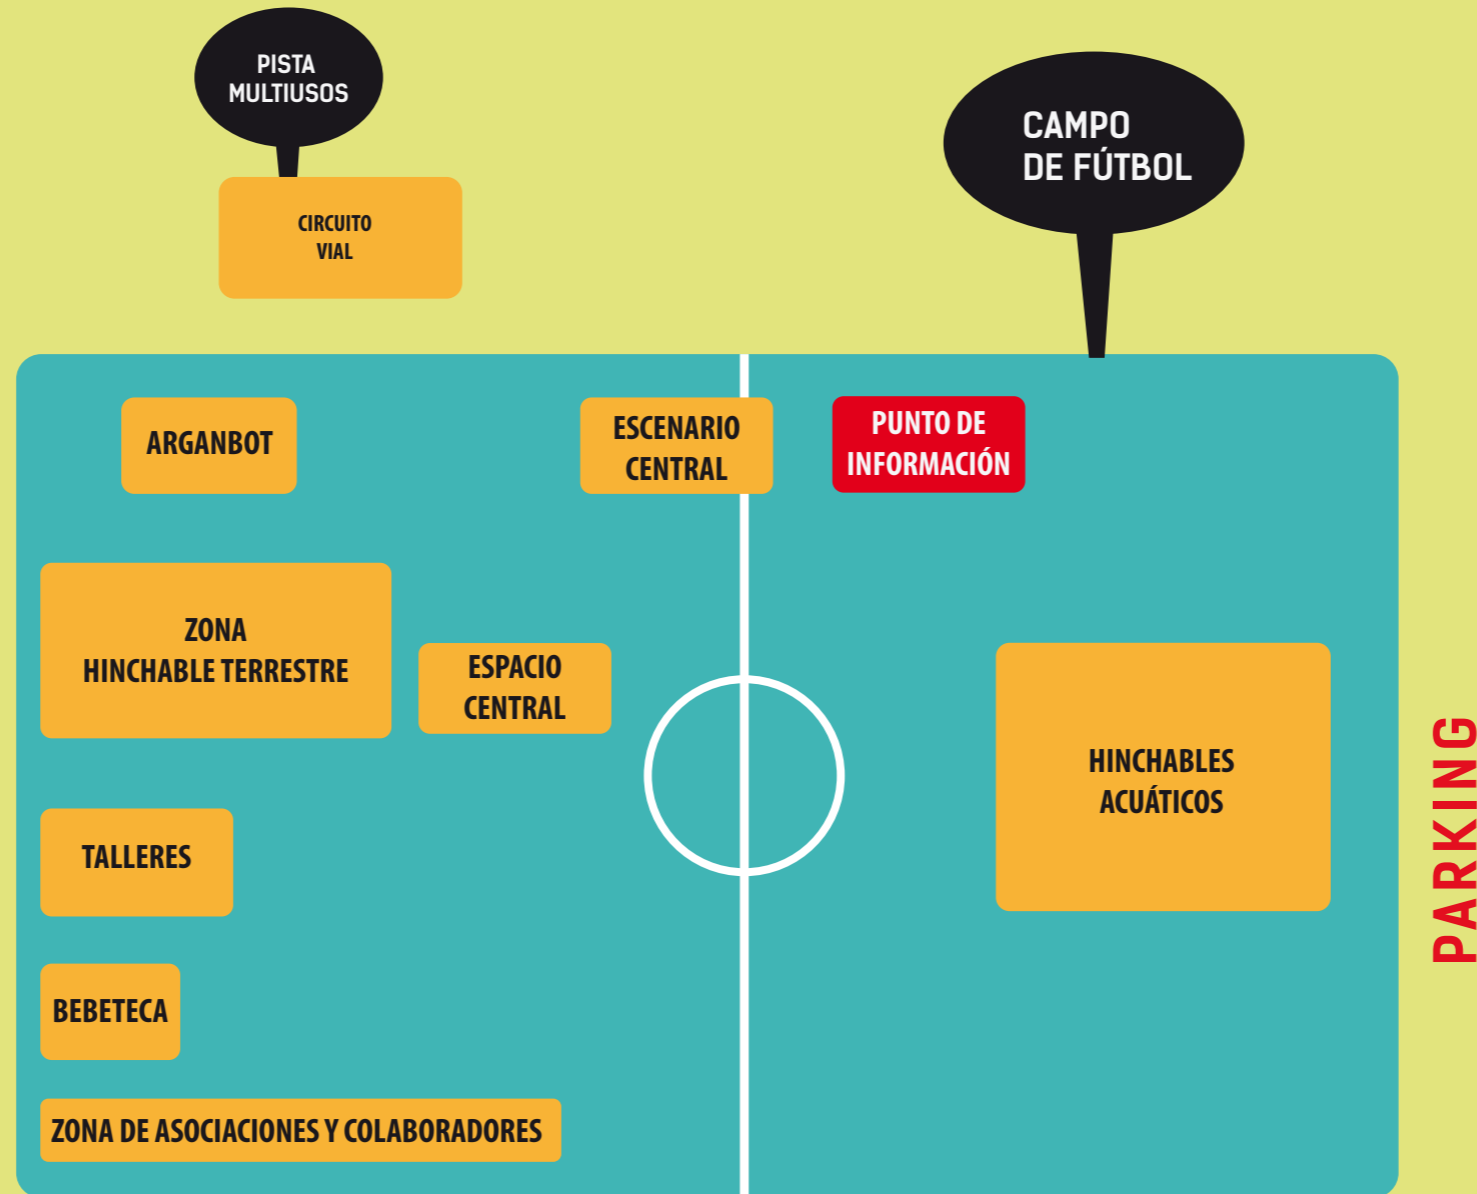 PISTA
MULTIUSOS
CAMPO
DE FÚTBOL
CIRCUITO
VIAL
ARGANBOT
ESCENARIO
CENTRAL
PUNTO DE
INFORMACIÓN
ZONA
HINCHABLE TERRESTRE
ESPACIO
CENTRAL
HINCHABLES
ACUÁTICOS
PARKING
TALLERES
BEBETECA
ZONA DE ASOCIACIONES Y COLABORADORES